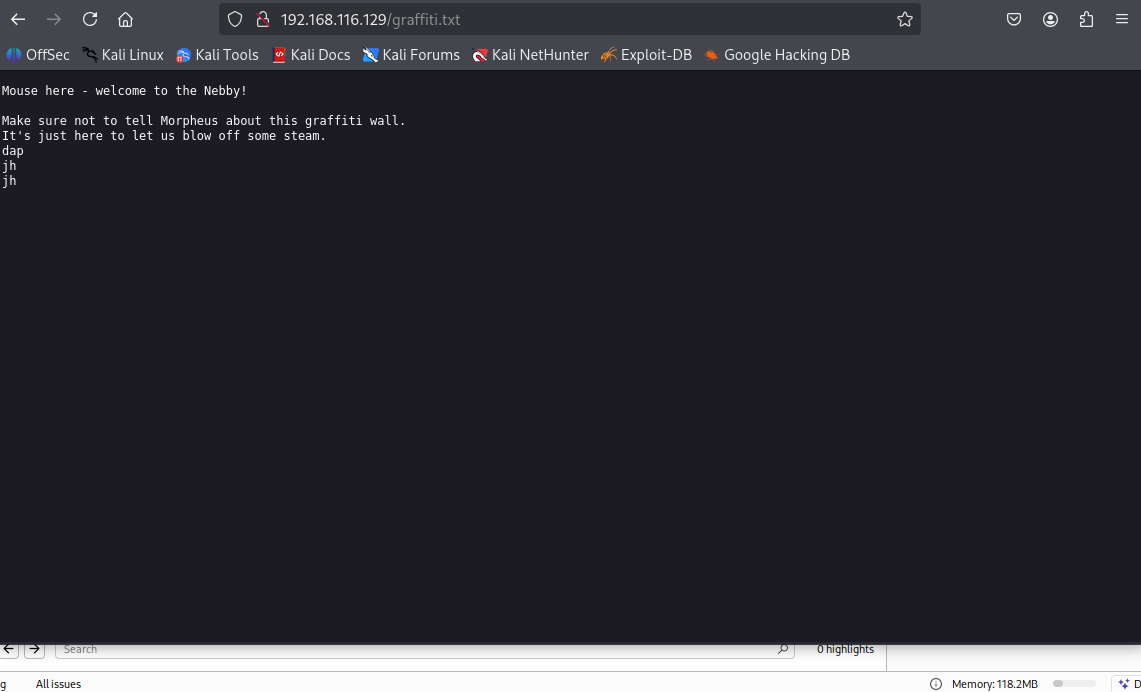 192.168.116.129/graffiti.txt
OffSec Kali Linux Kali Tools Kali Docs Kali Forums Kali NetHunter Exploit-DB Google Hacking DB
Mouse here - welcome to the Nebby!
Make sure not to tell Morpheus about this graffiti wall.
It's just here to let us blow off some steam.
dap
jh
jh
Search 0 highlights
g All issues Memory: 118.2MB D